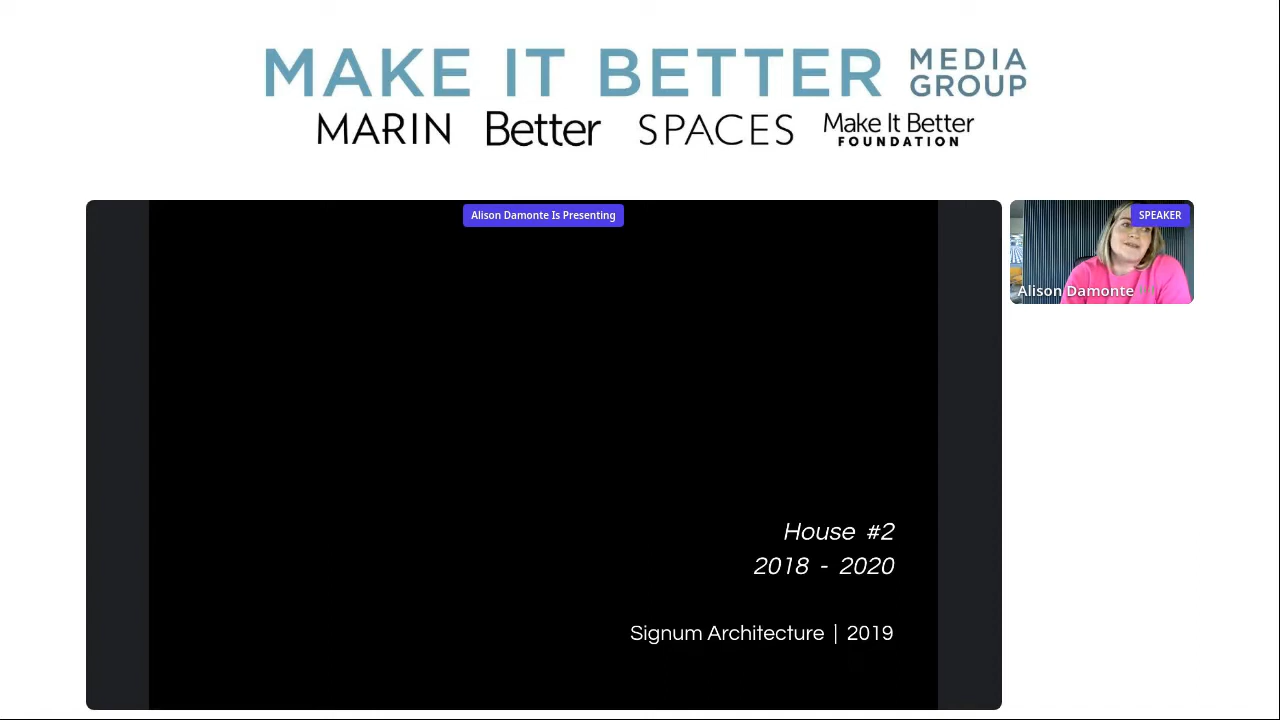 MAKE IT BETTER MEDIA GROUP
MARIN Better SPACES Make It Better FOUNDATION
Alison Damonte Is Presenting
SPEAKER
Alison Damonte
House #2
2018 - 2020
Signum Architecture | 2019